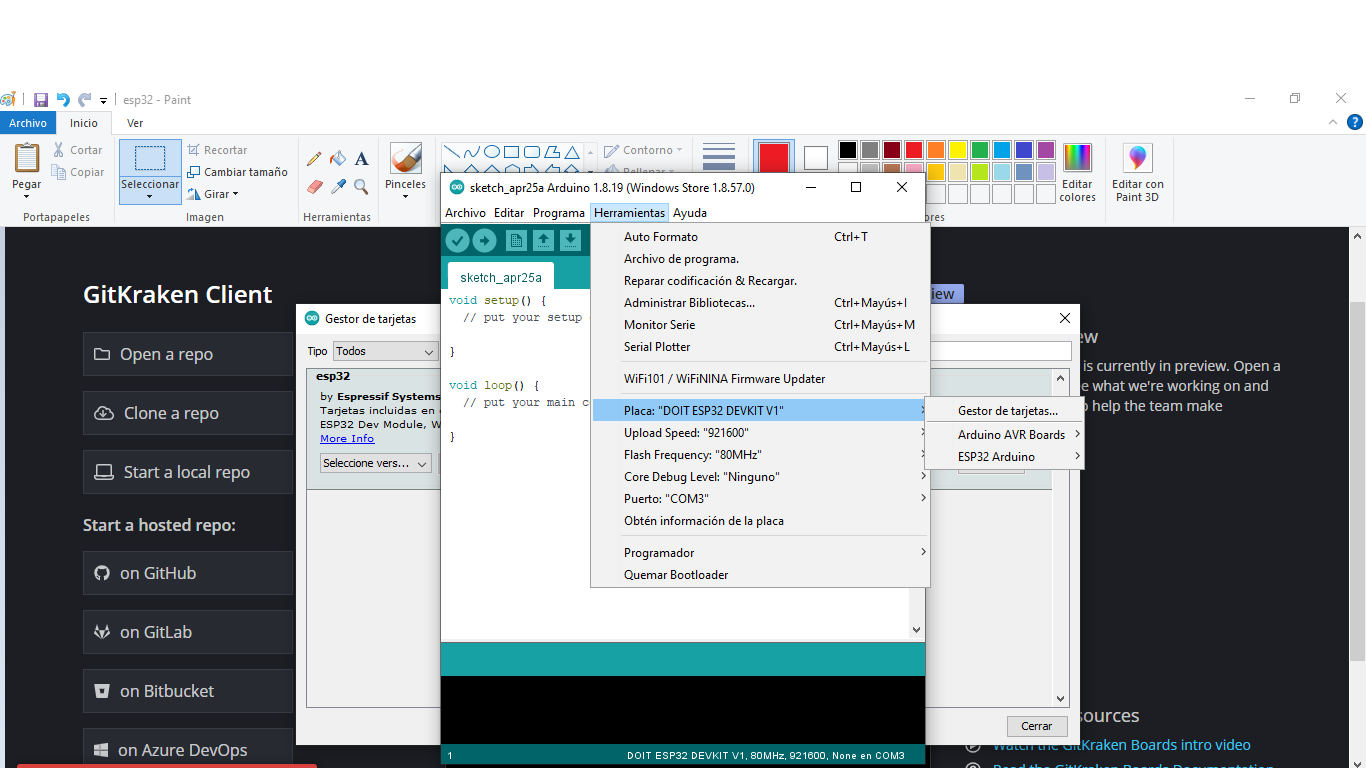 esp32 - Paint
Archivo Inicio Ver
Pegar
Cortar
Copiar
Portapapeles
Seleccionar
Recortar
Cambiar tamaño
Girar
Imagen
Herramientas
Pinceles
Contorno
Rellenar
Editar colores
Editar con Paint 3D
ores
GitKraken Client
Open a repo
Clone a repo
Start a local repo
Start a hosted repo:
on GitHub
on GitLab
on Bitbucket
on Azure DevOps
Gestor de tarjetas
Tipo Todos
esp32
by Espressif Systems
Tarjetas incluidas en
ESP32 Dev Module, W
More Info
Seleccione vers...
Cerrar
sketch_apr25a Arduino 1.8.19 (Windows Store 1.8.57.0)
Archivo Editar Programa Herramientas Ayuda
sketch_apr25a
void setup() {
// put your setup
}
void loop() {
// put your main co
}
Auto Formato Ctrl+T
Archivo de programa.
Reparar codificación & Recargar.
Administrar Bibliotecas... Ctrl+Mayús+I
Monitor Serie Ctrl+Mayús+M
Serial Plotter Ctrl+Mayús+L
WiFi101 / WiFiNINA Firmware Updater
Placa: "DOIT ESP32 DEVKIT V1"
Upload Speed: "921600"
Flash Frequency: "80MHz"
Core Debug Level: "Ninguno"
Puerto: "COM3"
Obtén información de la placa
Programador
Quemar Bootloader
Gestor de tarjetas...
Arduino AVR Boards
ESP32 Arduino
1 DOIT ESP32 DEVKIT V1, 80MHz, 921600, None en COM3
iew
ew
is currently in preview. Open a
e what we're working on and
o help the team make
sources
Watch the GitKraken Boards intro video
Read the GitKraken Boards Documentation